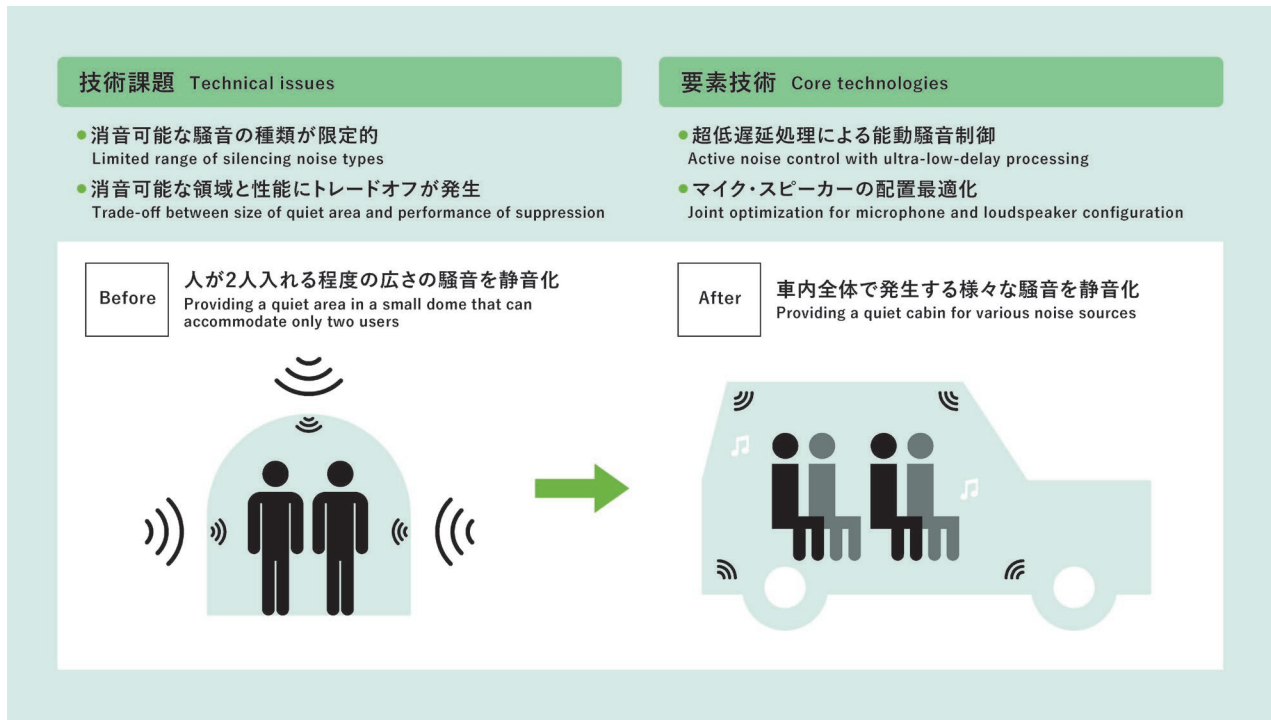 技術課題 Technical issues
●消音可能な騒音の種類が限定的
Limited range of silencing noise types
●消音可能な領域と性能にトレードオフが発生
Trade-off between size of quiet area and performance of suppression
要素技術 Core technologies
●超低遅延処理による能動騒音制御
Active noise control with ultra-low-delay processing
●マイク・スピーカーの配置最適化
Joint optimization for microphone and loudspeaker configuration
Before
人が2人入れる程度の広さの騒音を静音化
Providing a quiet area in a small dome that can
accommodate only two users
After
車内全体で発生する様々な騒音を静音化
Providing a quiet cabin for various noise sources